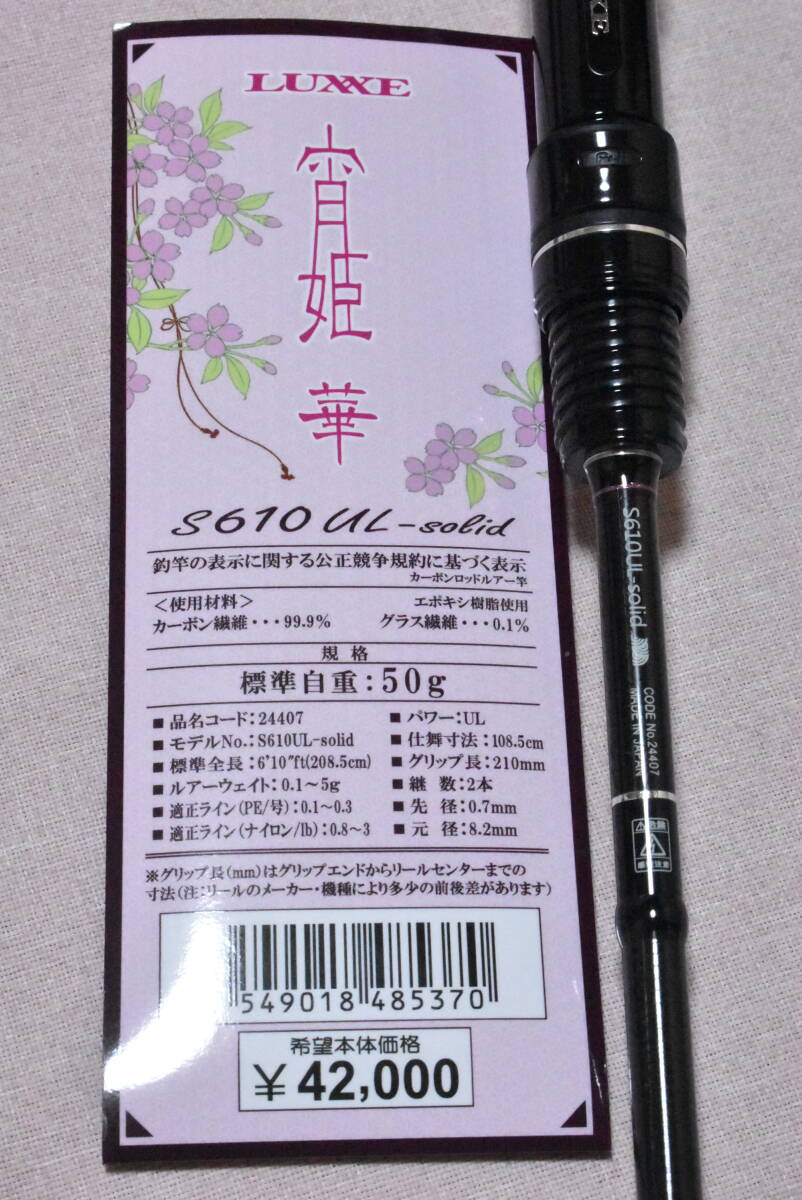 LUXXE
宵姫
華
S610UL-solid
釣竿の表示に関する公正競争規約に基づく表示
カーボンロッドルアー竿
＜使用材料＞
エポキシ樹脂使用
カーボン繊維・・・99.9%
グラス繊維・・・0.1%
規格
標準自重：50g
■ 品名コード：24407
■ モデルNo.：S610UL-solid
■ 標準全長：6'10"ft(208.5cm)
■ ルアーウェイト：0.1～5g
■ 適正ライン(PE/号)：0.1～0.3
■ 適正ライン(ナイロン/lb)：0.8～3
■ パワー：UL
■ 仕舞寸法：108.5cm
■ グリップ長：210mm
■ 継 数：2本
■ 先 径：0.7mm
■ 元 径：8.2mm
※グリップ長(mm)はグリップエンドからリールセンターまでの
寸法(注：リールのメーカー・機種により多少の前後差があります)
549018 485370
希望本体価格
¥ 42,000
S610UL-solid
CODE No.24407
MADE IN JAPAN